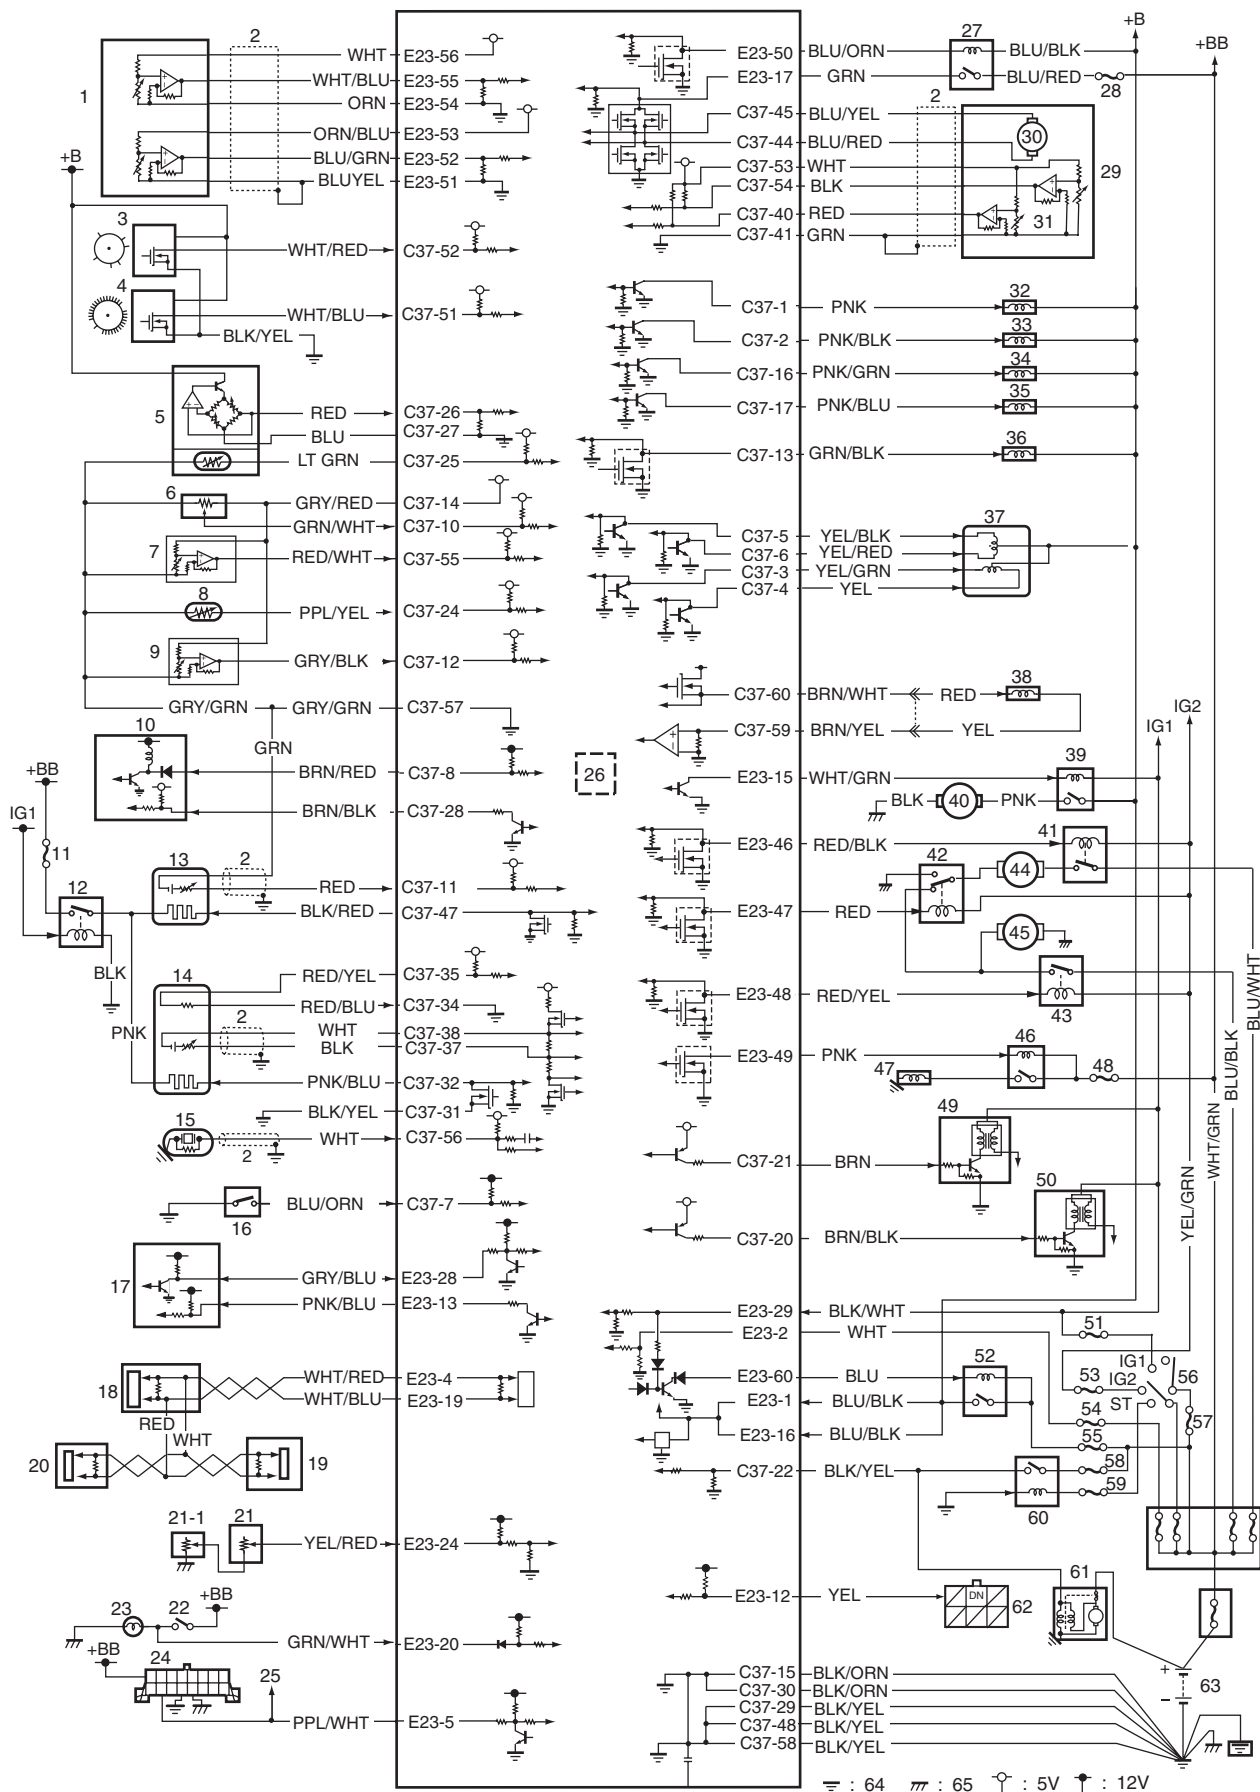 2
WHT E23-56
WHT/BLU E23-55
1
ORN E23-54
ORN/BLU E23-53
BLU/GRN E23-52
+B
BLUYEL E23-51
3
WHT/RED C37-52
4
WHT/BLU C37-51
BLK/YEL
5
RED C37-26
BLU C37-27
LT GRN C37-25
6
GRY/RED C37-14
GRN/WHT C37-10
7
RED/WHT C37-55
8
PPL/YEL C37-24
9
GRY/BLK C37-12
GRY/GRN GRY/GRN C37-57
10
GRN
BRN/RED C37-8
+BB
BRN/BLK C37-28
IG1
11
13
2
12
RED C37-11
BLK/RED C37-47
BLK
14
RED/YEL C37-35
RED/BLU C37-34
PNK
2
WHT C37-38
BLK C37-37
PNK/BLU C37-32
BLK/YEL C37-31
15
WHT C37-56
2
BLU/ORN C37-7
16
17
GRY/BLU E23-28
PNK/BLU E23-13
18
WHT/RED E23-4
WHT/BLU E23-19
RED
WHT
20
19
21-1
21
YEL/RED E23-24
23
22
+BB
GRN/WHT E23-20
+BB
24
25
PPL/WHT E23-5
26
+B
27
+BB
E23-50 BLU/ORN BLU/BLK
E23-17 GRN BLU/RED
28
2
C37-45 BLU/YEL
30
C37-44 BLU/RED
C37-53 WHT
29
C37-54 BLK
C37-40 RED
31
C37-41 GRN
32
C37-1 PNK
33
C37-2 PNK/BLK
34
C37-16 PNK/GRN
35
C37-17 PNK/BLU
36
C37-13 GRN/BLK
37
C37-5 YEL/BLK
C37-6 YEL/RED
C37-3 YEL/GRN
C37-4 YEL
38
C37-60 BRN/WHT RED
IG2
C37-59 BRN/YEL YEL
IG1
39
E23-15 WHT/GRN
BLK 40 PNK
41
E23-46 RED/BLK
42
44
E23-47 RED
45
E23-48 RED/YEL
43
BLU/WHT
46
E23-49 PNK
47
48
BLU/BLK
49
WHT/GRN
C37-21 BRN
50
YEL/GRN
C37-20 BRN/BLK
E23-29 BLK/WHT
51
E23-2 WHT
52
IG1
E23-60 BLU
53
IG2
56
E23-1 BLU/BLK
54
ST
57
E23-16 BLU/BLK
55
C37-22 BLK/YEL
58
59
60
61
E23-12 YEL
DN
62
C37-15 BLK/ORN
C37-30 BLK/ORN
+
63
C37-29 BLK/YEL
−
C37-48 BLK/YEL
C37-58 BLK/YEL
: 64 : 65 : 5V : 12V